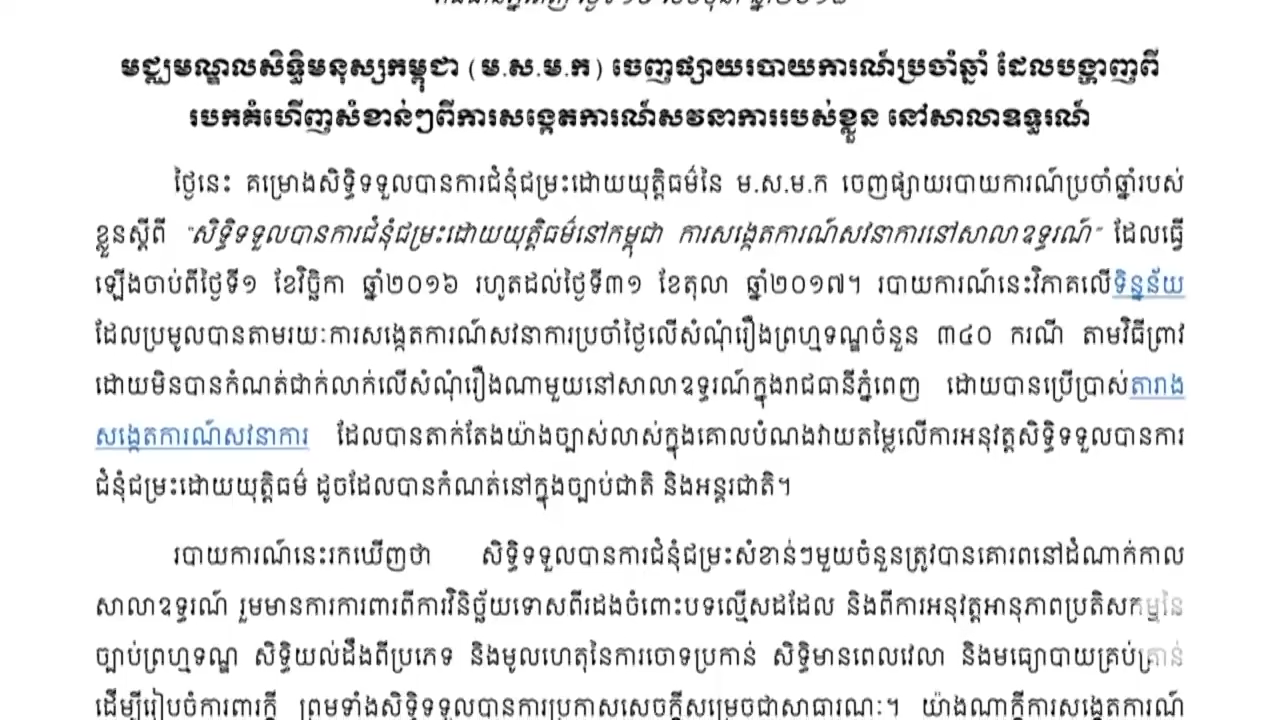 មជ្ឈមណ្ឌលសិទ្ធិមនុស្សកម្ពុជា (ម.ស.ម.ក) ចេញផ្សាយរបាយការណ៍ប្រចាំឆ្នាំ ដែលបង្ហាញពី
របកគំហើញសំខាន់ៗពីការសង្កេតការណ៍សវនាការរបស់ខ្លួន នៅសាលាឧទ្ធរណ៍
ថ្ងៃនេះ គម្រោងសិទ្ធិទទួលបានការជំនុំជម្រះដោយយុត្តិធម៌នៃ ម.ស.ម.ក ចេញផ្សាយរបាយការណ៍ប្រចាំឆ្នាំរបស់
ខ្លួនស្តីពី “សិទ្ធិទទួលបានការជំនុំជម្រះដោយយុត្តិធម៌នៅកម្ពុជា ការសង្កេតការណ៍សវនាការនៅសាលាឧទ្ធរណ៍” ដែលធ្វើ
ឡើងចាប់ពីថ្ងៃទី១ ខែវិច្ឆិកា ឆ្នាំ២០១៦ រហូតដល់ថ្ងៃទី៣១ ខែតុលា ឆ្នាំ២០១៧។ របាយការណ៍នេះវិភាគលើទិន្នន័យ
ដែលប្រមូលបានតាមរយៈការសង្កេតការណ៍សវនាការប្រចាំថ្ងៃលើសំណុំរឿងព្រហ្មទណ្ឌចំនួន ៣៤០ ករណី តាមវិធីព្រាវ
ដោយមិនបានកំណត់ជាក់លាក់លើសំណុំរឿងណាមួយនៅសាលាឧទ្ធរណ៍ក្នុងរាជធានីភ្នំពេញ ដោយបានប្រើប្រាស់តារាង
សង្កេតការណ៍សវនាការ ដែលបានតាក់តែងយ៉ាងច្បាស់លាស់ក្នុងគោលបំណងវាយតម្លៃលើការអនុវត្តសិទ្ធិទទួលបានការ
ជំនុំជម្រះដោយយុត្តិធម៌ ដូចដែលបានកំណត់នៅក្នុងច្បាប់ជាតិ និងអន្តរជាតិ។
របាយការណ៍នេះរកឃើញថា សិទ្ធិទទួលបានការជំនុំជម្រះសំខាន់ៗមួយចំនួនត្រូវបានគោរពនៅដំណាក់កាល
សាលាឧទ្ធរណ៍ រួមមានការការពារពីការវិនិច្ឆ័យទោសពីរដងចំពោះបទល្មើសដដែល និងពីការអនុវត្តអានុភាពប្រតិសកម្មនៃ
ច្បាប់ព្រហ្មទណ្ឌ សិទ្ធិយល់ដឹងពីប្រភេទ និងមូលហេតុនៃការចោទប្រកាន់ សិទ្ធិមានពេលវេលា និងមធ្យោបាយគ្រប់គ្រាន់
ដើម្បីរៀបចំការពារក្តី ព្រមទាំងសិទ្ធិទទួលបានការប្រកាសសេចក្តីសម្រេចជាសាធារណៈ។ យ៉ាងណាក្តីការសង្កេតការណ៍